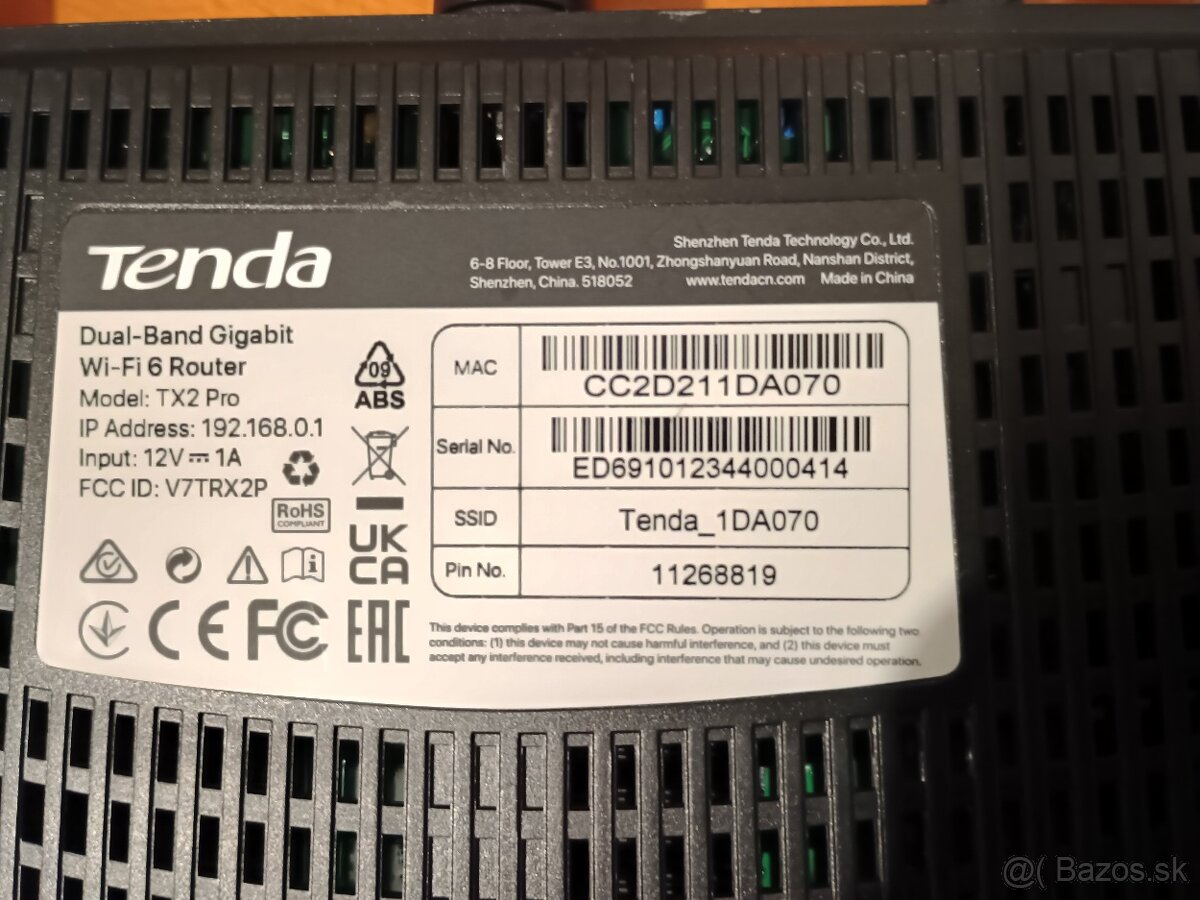 Tenda
Shenzhen Tenda Technology Co., Ltd.
6-8 Floor, Tower E3, No.1001, Zhongshanyuan Road, Nanshan District,
Shenzhen, China. 518052 www.tendacn.com Made in China
Dual-Band Gigabit
Wi-Fi 6 Router
Model: TX2 Pro
IP Address: 192.168.0.1
Input: 12V⎓1A
FCC ID: V7TRX2P
RoHS
COMPLIANT
09
ABS
UK
CA
CE FC EAC
MAC
CC2D211DA070
Serial No.
ED691012344000414
SSID
Tenda_1DA070
Pin No.
11268819
This device complies with Part 15 of the FCC Rules. Operation is subject to the following two
conditions: (1) this device may not cause harmful interference, and (2) this device must
accept any interference received, including interference that may cause undesired operation.
@( Bazos.sk